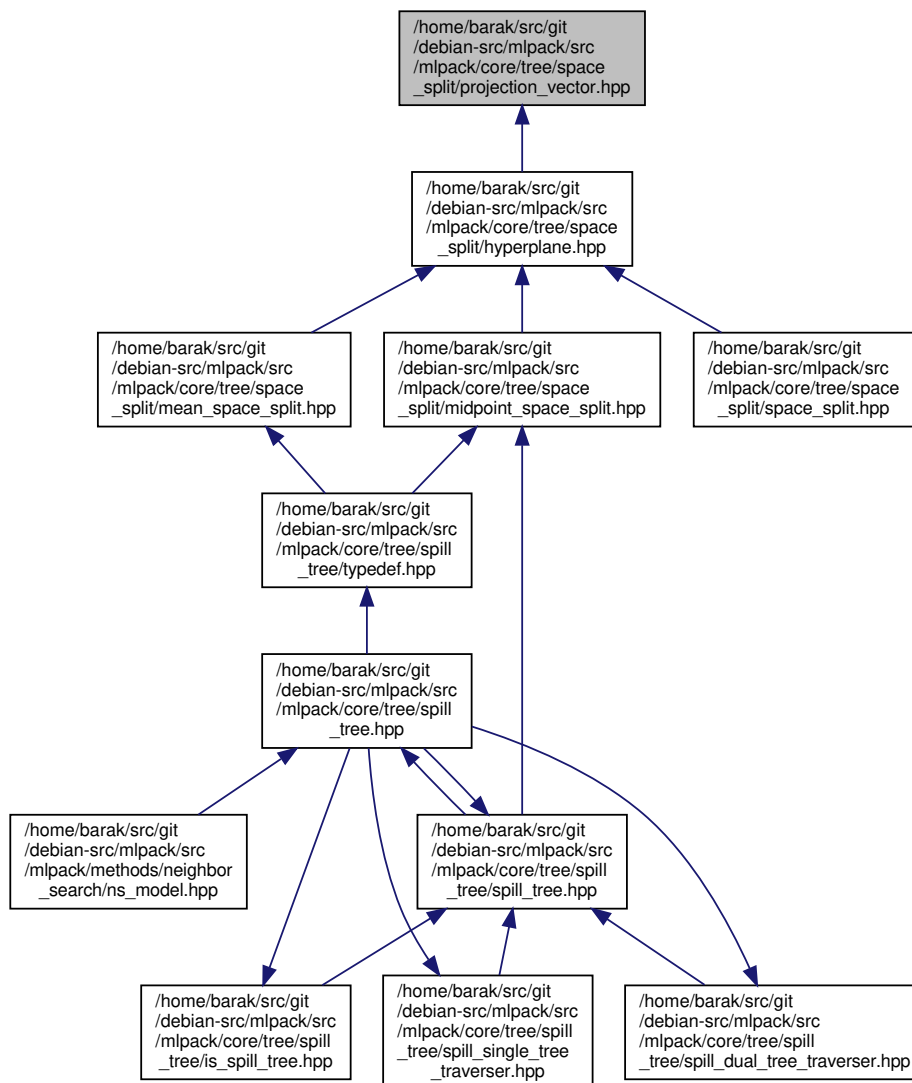 /home/barak/src/git
/debian-src/mlpack/src
/mlpack/core/tree/space
_split/projection_vector.hpp
/home/barak/src/git
/debian-src/mlpack/src
/mlpack/core/tree/space
_split/hyperplane.hpp
/home/barak/src/git
/debian-src/mlpack/src
/mlpack/core/tree/space
_split/mean_space_split.hpp
/home/barak/src/git
/debian-src/mlpack/src
/mlpack/core/tree/space
_split/midpoint_space_split.hpp
/home/barak/src/git
/debian-src/mlpack/src
/mlpack/core/tree/space
_split/space_split.hpp
/home/barak/src/git
/debian-src/mlpack/src
/mlpack/core/tree/spill
_tree/typedef.hpp
/home/barak/src/git
/debian-src/mlpack/src
/mlpack/core/tree/spill
_tree.hpp
/home/barak/src/git
/debian-src/mlpack/src
/mlpack/methods/neighbor
_search/ns_model.hpp
/home/barak/src/git
/debian-src/mlpack/src
/mlpack/core/tree/spill
_tree/spill_tree.hpp
/home/barak/src/git
/debian-src/mlpack/src
/mlpack/core/tree/spill
_tree/is_spill_tree.hpp
/home/barak/src/git
/debian-src/mlpack/src
/mlpack/core/tree/spill
_tree/spill_single_tree
_traverser.hpp
/home/barak/src/git
/debian-src/mlpack/src
/mlpack/core/tree/spill
_tree/spill_dual_tree_traverser.hpp